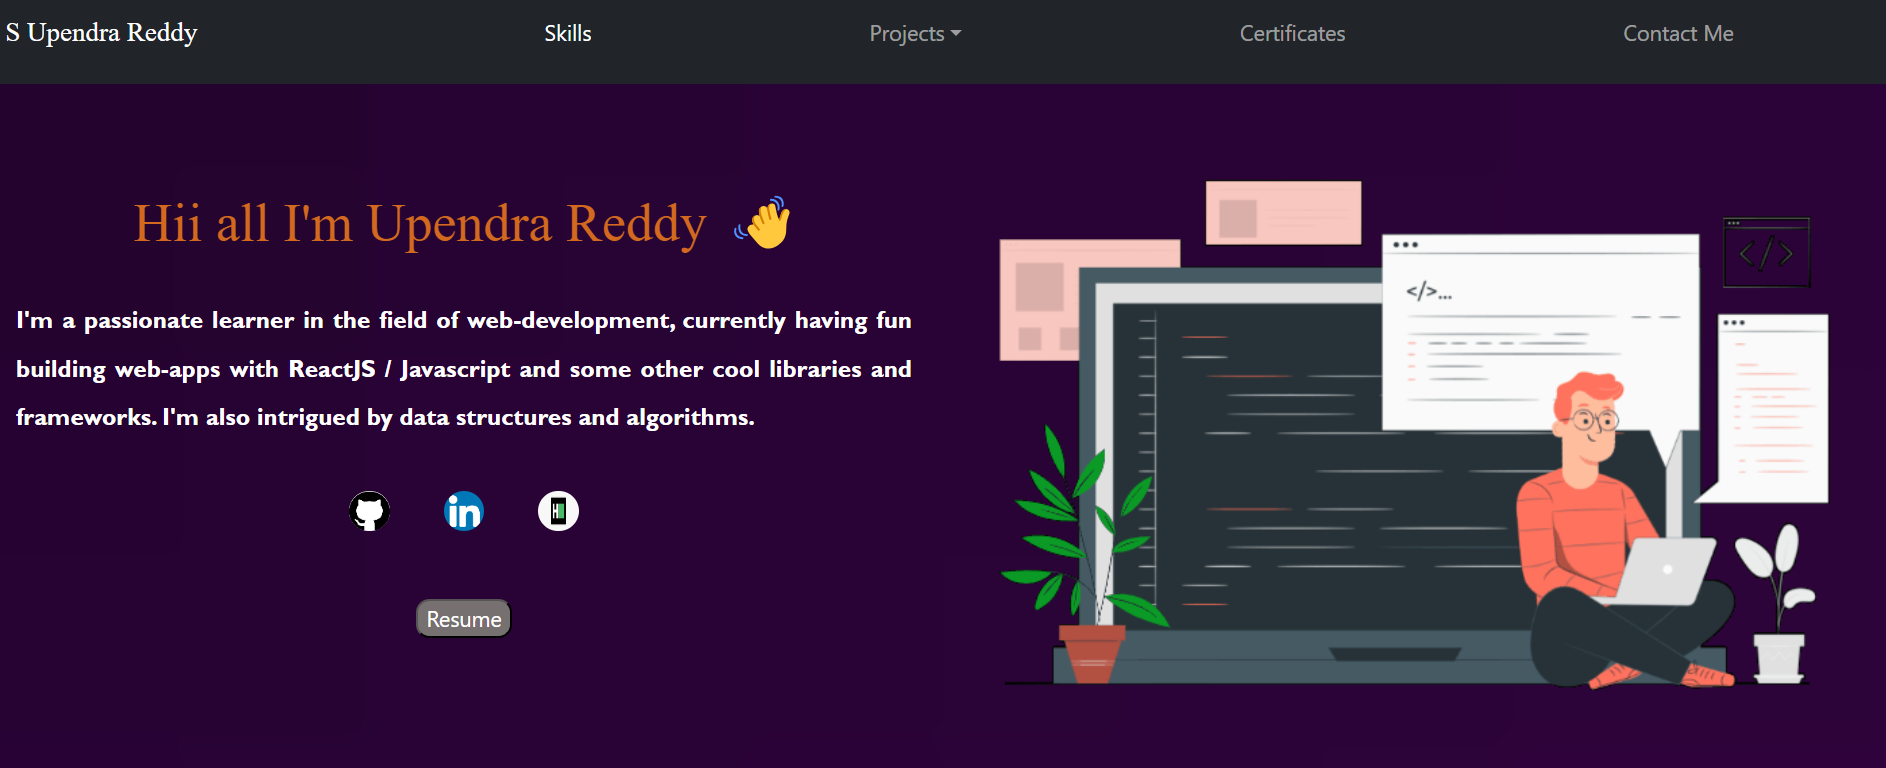 S Upendra Reddy
Skills
Projects
Certificates
Contact Me
Hii all I'm Upendra Reddy
I'm a passionate learner in the field of web-development, currently having fun
building web-apps with ReactJS / Javascript and some other cool libraries and
frameworks. I'm also intrigued by data structures and algorithms.
</>...
</>
in
H
Resume